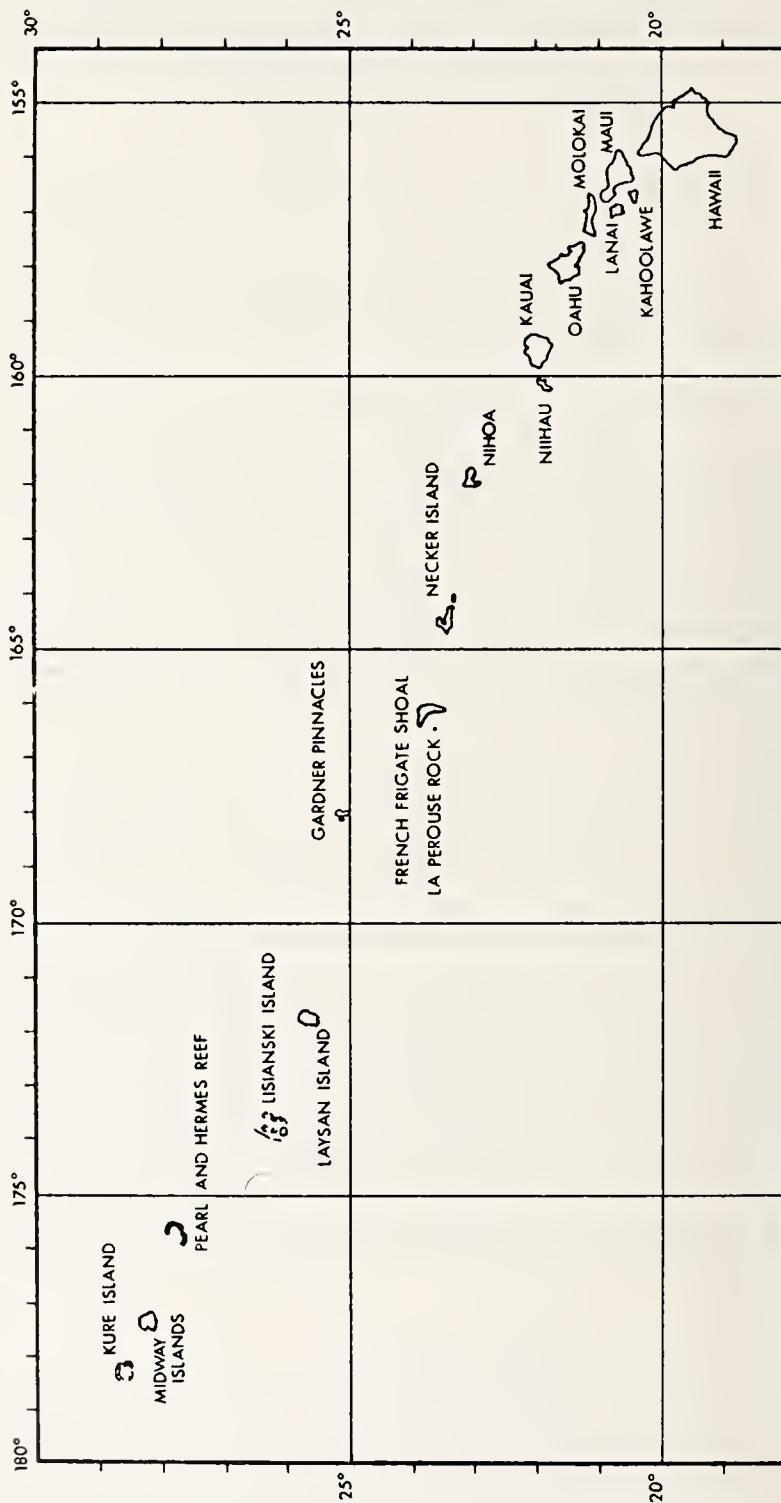 180°
175°
170°
165°
160°
155°
30°
25°
20°
25°
20°
KURE ISLAND
MIDWAY
ISLANDS
PEARL AND HERMES REEF
LISIANSKI ISLAND
LAYSAN ISLAND
GARDNER PINNACLES
FRENCH FRIGATE SHOAL
LA PEROUSE ROCK
NECKER ISLAND
NIHOA
NIIHAU
KAUAI
OAHU
MOLOKAI
MAUI
LANAI
KAHOOLAWE
HAWAII